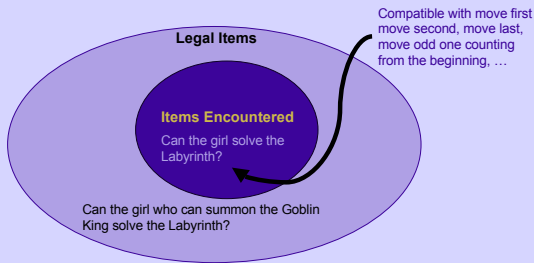 Compatible with move first
move second, move last,
move odd one counting
from the beginning, …
Legal Items
Items Encountered
Can the girl solve the
Labyrinth?
Can the girl who can summon the Goblin
King solve the Labyrinth?